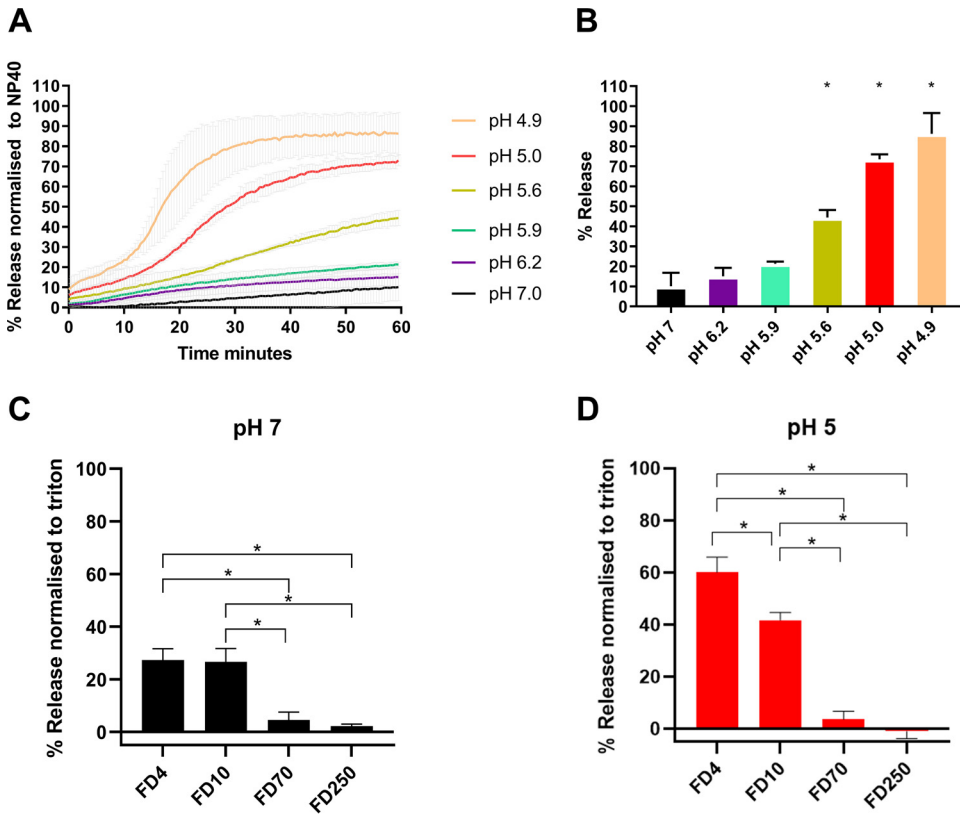 A
% Release normalised to NP40
110
100
90
80
70
60
50
40
30
20
10
0
0 10 20 30 40 50 60
Time minutes
pH 4.9
pH 5.0
pH 5.6
pH 5.9
pH 6.2
pH 7.0
B
% Release
110
100
90
80
70
60
50
40
30
20
10
0
* * *
pH 7 pH 6.2 pH 5.9 pH 5.6 pH 5.0 pH 4.9
C
pH 7
% Release normalised to triton
100
80
60
40
20
0
*
*
*
*
FD4 FD10 FD70 FD250
D
pH 5
% Release normalised to triton
100
80
60
40
20
0
*
*
* *
*
FD4 FD10 FD70 FD250